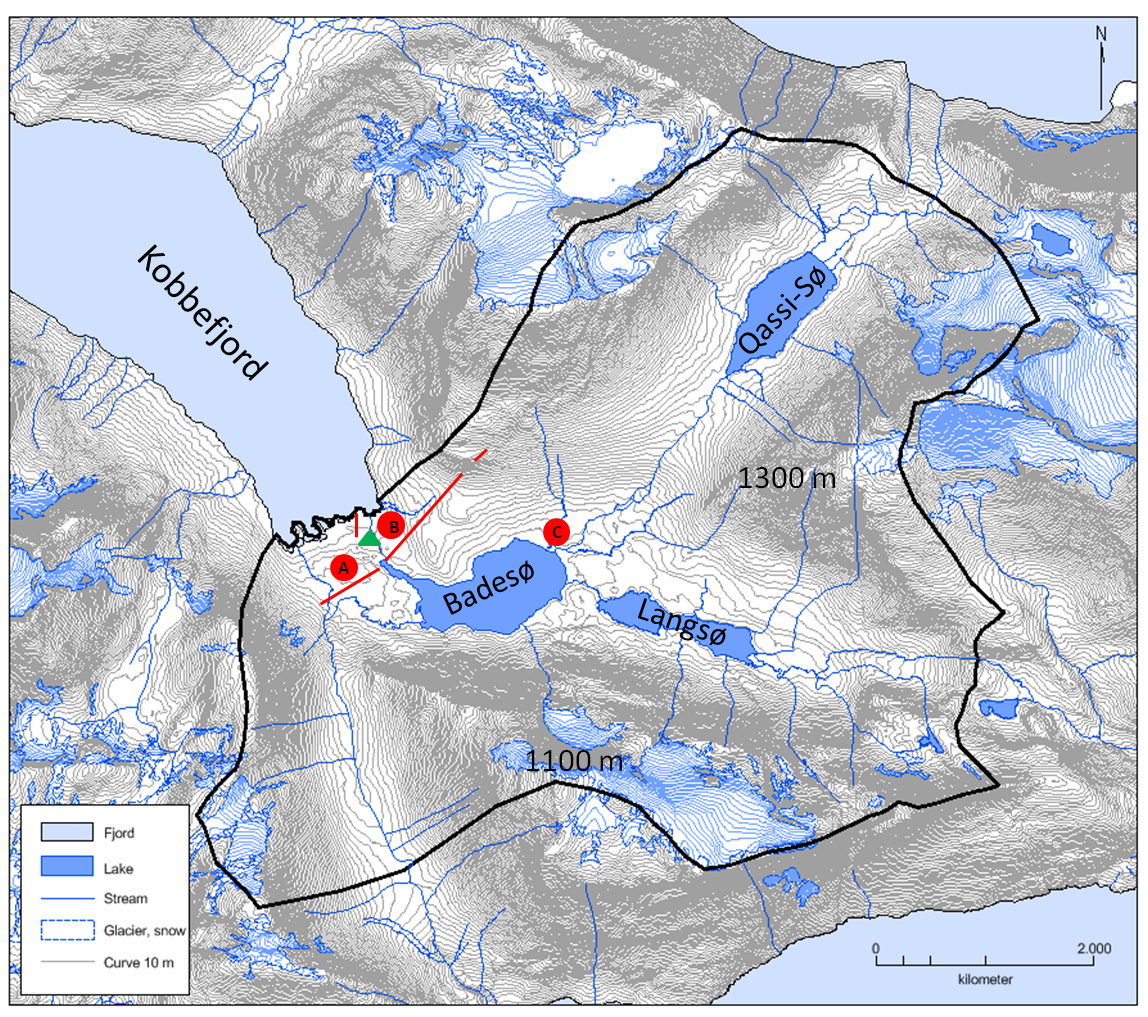 N
Kobbefjord
Qassi-Sø
1300 m
B
C
A
Badesø
Langsø
1100 m
Fjord
Lake
Stream
Glacier, snow
Curve 10 m
0 2.000
kilometer